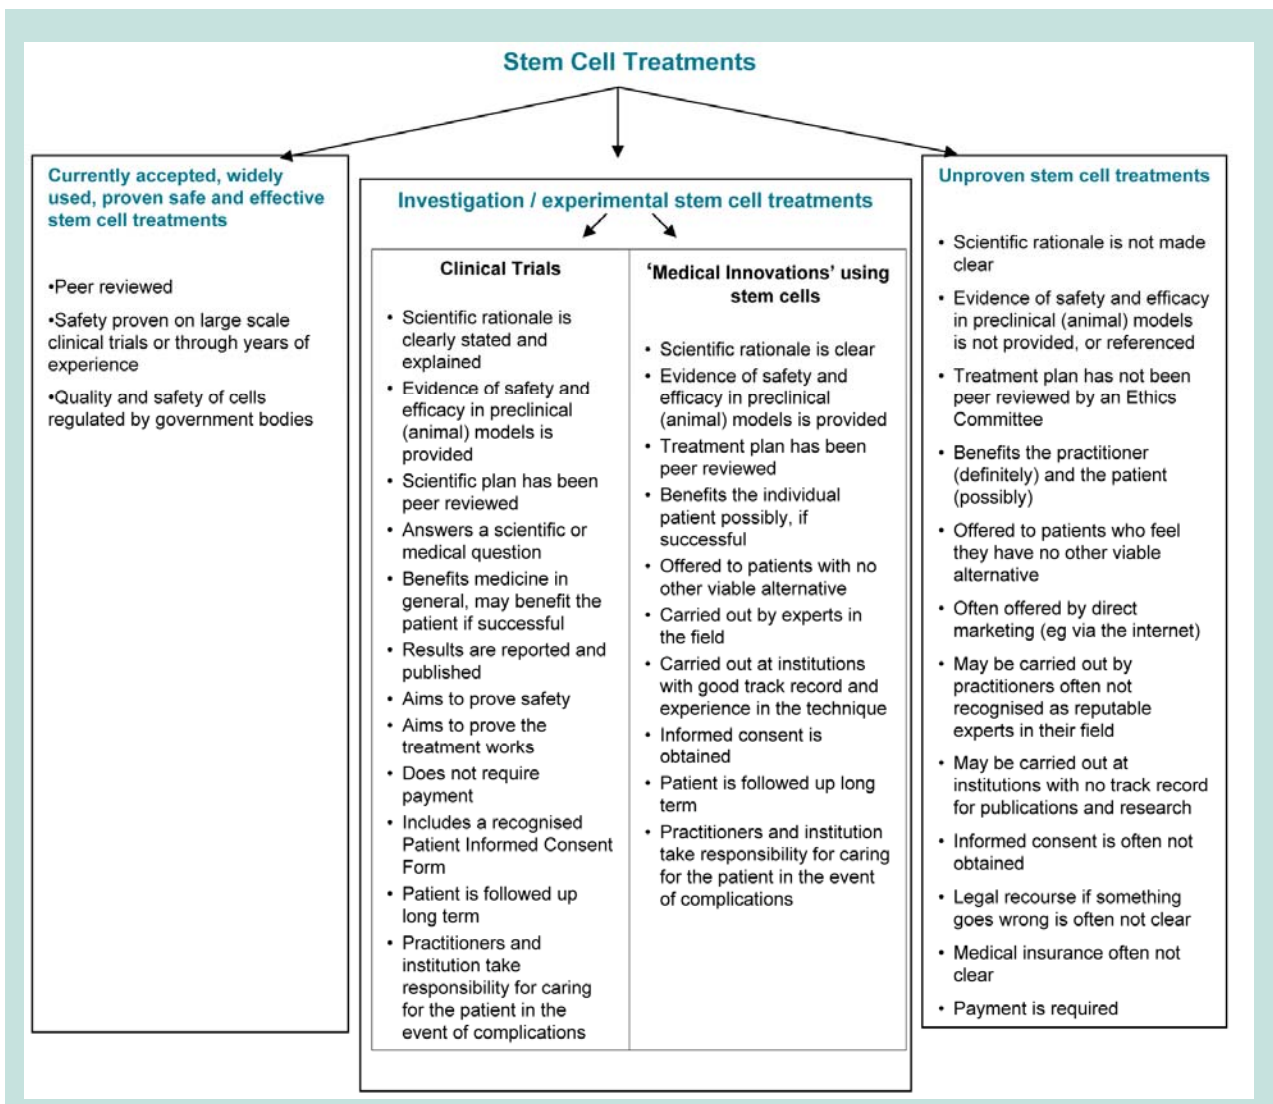 Stem Cell Treatments
Currently accepted, widely
used, proven safe and effective
stem cell treatments
•Peer reviewed
•Safety proven on large scale
clinical trials or through years of
experience
•Quality and safety of cells
regulated by government bodies
Investigation / experimental stem cell treatments
Clinical Trials
• Scientific rationale is
clearly stated and
explained
• Evidence of safety and
efficacy in preclinical
(animal) models is
provided
• Scientific plan has been
peer reviewed
• Answers a scientific or
medical question
• Benefits medicine in
general, may benefit the
patient if successful
• Results are reported and
published
• Aims to prove safety
• Aims to prove the
treatment works
• Does not require
payment
• Includes a recognised
Patient Informed Consent
Form
• Patient is followed up
long term
• Practitioners and
institution take
responsibility for caring
for the patient in the
event of complications
‘Medical Innovations’ using
stem cells
• Scientific rationale is clear
• Evidence of safety and
efficacy in preclinical
(animal) models is provided
• Treatment plan has been
peer reviewed
• Benefits the individual
patient possibly, if
successful
• Offered to patients with no
other viable alternative
• Carried out by experts in
the field
• Carried out at institutions
with good track record and
experience in the technique
• Informed consent is
obtained
• Patient is followed up long
term
• Practitioners and institution
take responsibility for caring
for the patient in the event
of complications
Unproven stem cell treatments
• Scientific rationale is not made
clear
• Evidence of safety and efficacy
in preclinical (animal) models
is not provided, or referenced
• Treatment plan has not been
peer reviewed by an Ethics
Committee
• Benefits the practitioner
(definitely) and the patient
(possibly)
• Offered to patients who feel
they have no other viable
alternative
• Often offered by direct
marketing (eg via the internet)
• May be carried out by
practitioners often not
recognised as reputable
experts in their field
• May be carried out at
institutions with no track record
for publications and research
• Informed consent is often not
obtained
• Legal recourse if something
goes wrong is often not clear
• Medical insurance often not
clear
• Payment is required